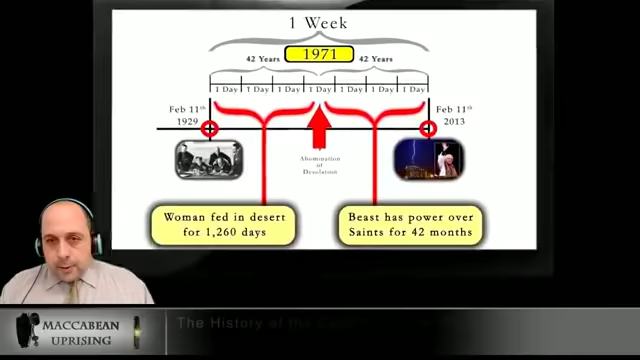 1 Week
1971
42 Years
42 Years
1 Day
1 Day
1 Day
1 Day
1 Day
1 Day
1 Day
Feb 11th
1929
Feb 11th
2013
Abomination
of
Desolation
Woman fed in desert
for 1,260 days
Beast has power over
Saints for 42 months
MACCABEAN
UPRISING
The History of the